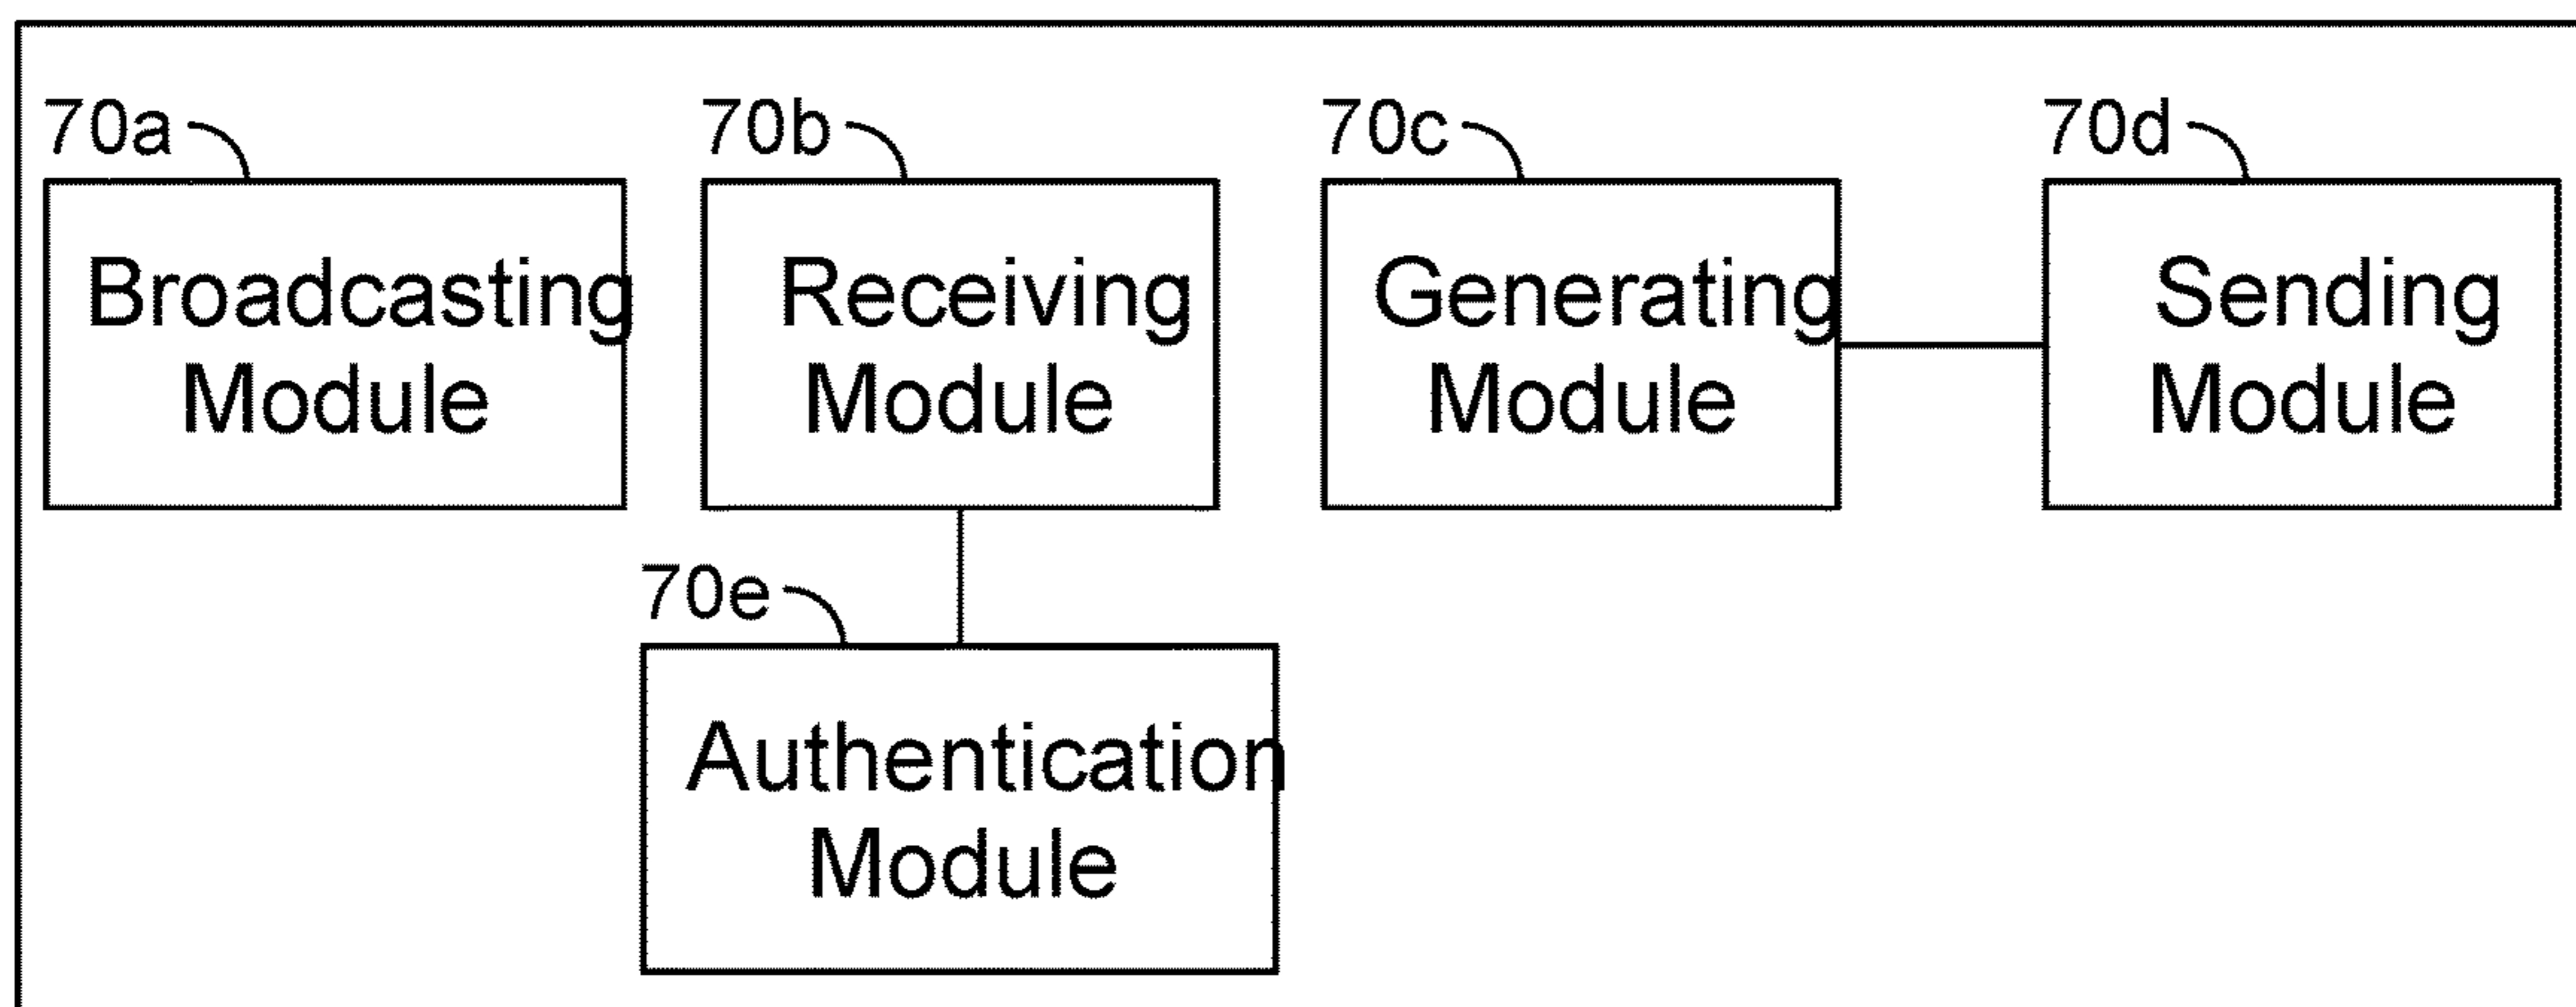 70a
Broadcasting
Module
70b
Receiving
Module
70c
Generating
Module
70d
Sending
Module
70e
Authentication
Module